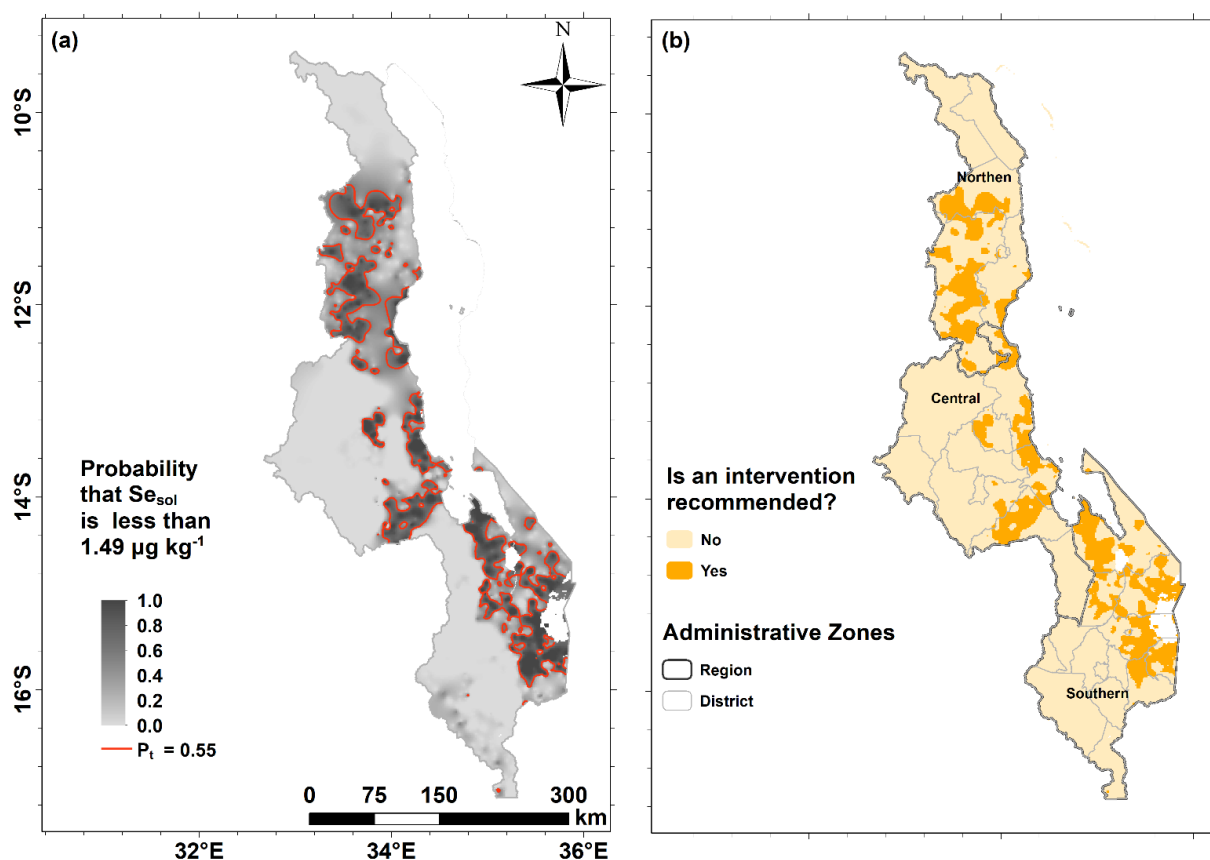 (a)
N
10°S
12°S
14°S
16°S
Probability
that Se_sol
is less than
1.49 µg kg⁻¹
1.0
0.8
0.6
0.4
0.2
0.0
P_t = 0.55
0 75 150 300
km
32°E 34°E 36°E
(b)
Northen
Central
Southern
Is an intervention
recommended?
No
Yes
Administrative Zones
Region
District